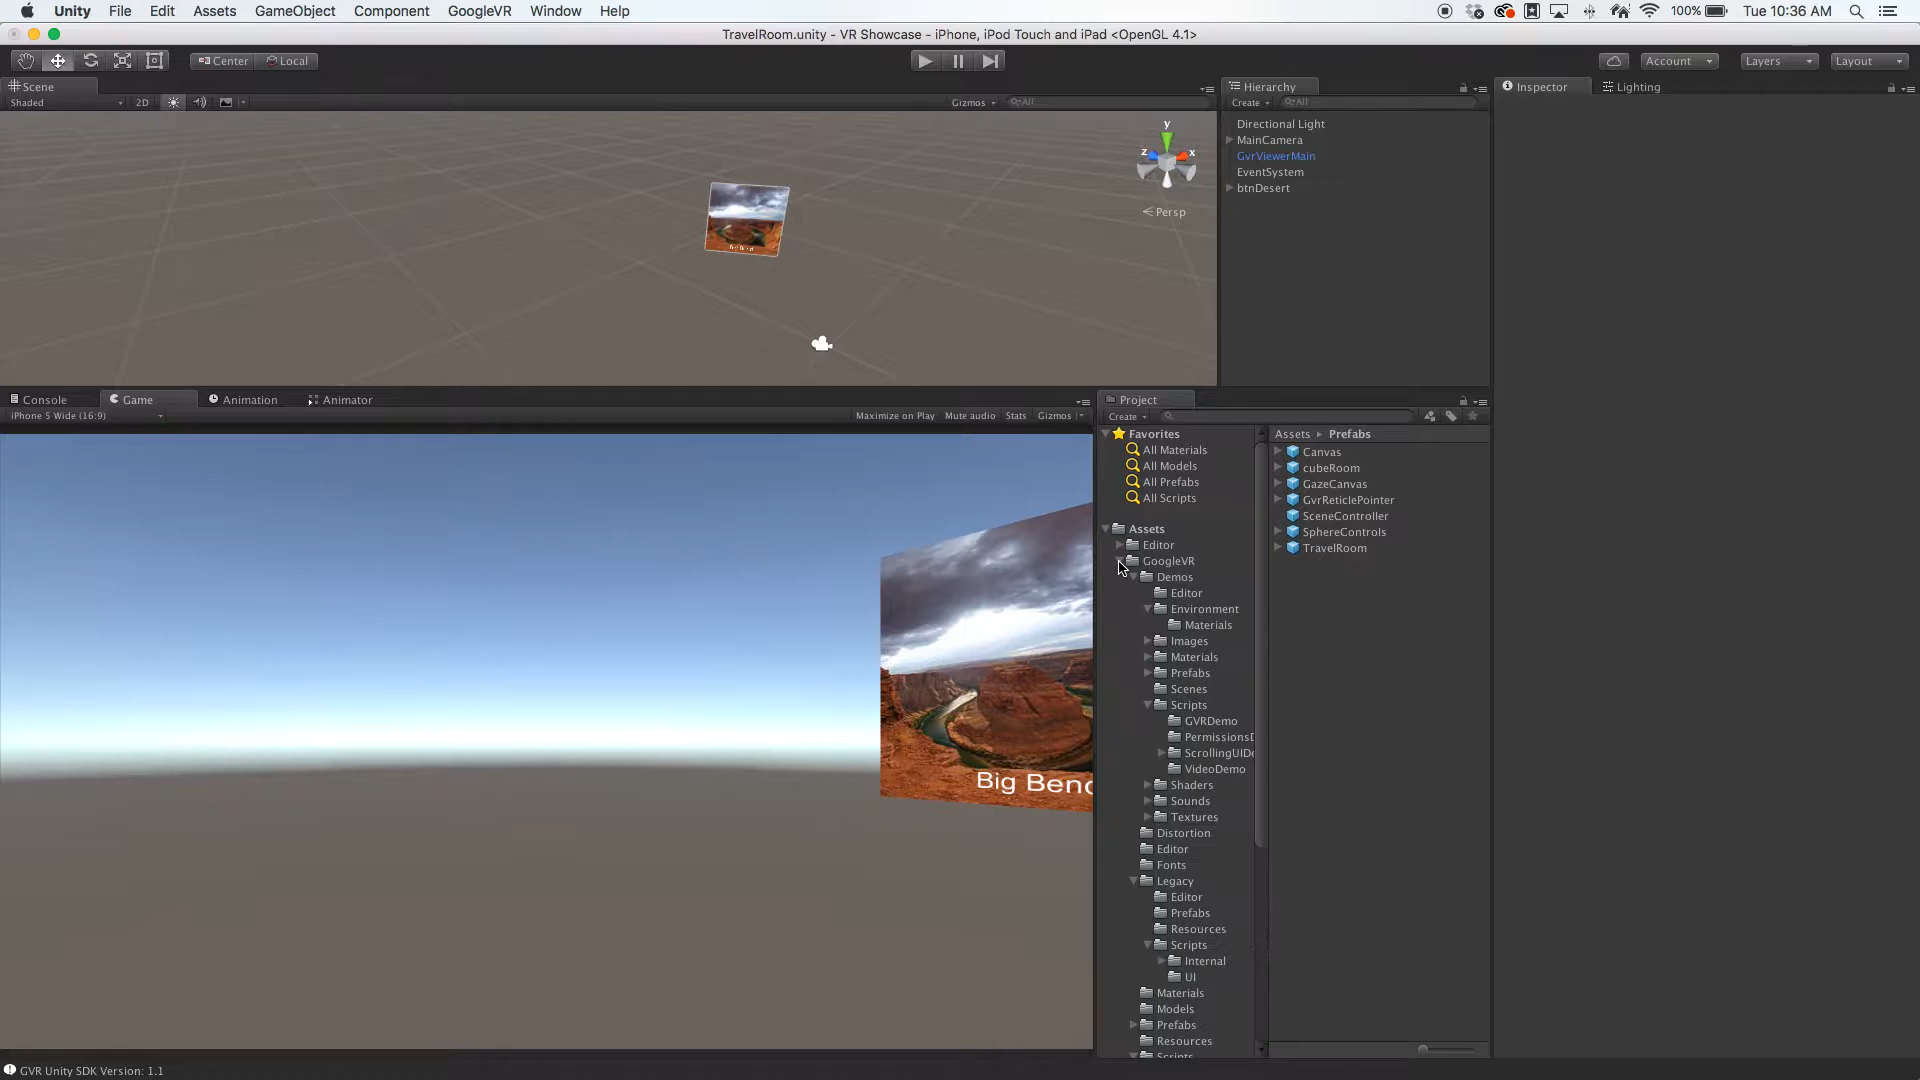 Unity File Edit Assets GameObject Component GoogleVR Window Help 100% Tue 10:36 AM
TravelRoom.unity - VR Showcase - iPhone, iPod Touch and iPad <OpenGL 4.1>
Center Local Account Layers Layout
Scene Hierarchy Inspector Lighting
Shaded 2D Gizmos All Create All
Directional Light
MainCamera
GvrViewerMain
EventSystem
btnDesert
y
z x
Persp
Console Game Animation Animator Project
iPhone 5 Wide (16:9) Maximize on Play Mute audio Stats Gizmos Create
Favorites
All Materials
All Models
All Prefabs
All Scripts
Assets
Editor
GoogleVR
Demos
Editor
Environment
Materials
Images
Materials
Prefabs
Scenes
Scripts
GVRDemo
PermissionsD
ScrollingUIDe
VideoDemo
Shaders
Sounds
Textures
Distortion
Editor
Fonts
Legacy
Editor
Prefabs
Resources
Scripts
Internal
UI
Materials
Models
Prefabs
Resources
Scripts
Assets Prefabs
Canvas
cubeRoom
GazeCanvas
GvrReticlePointer
SceneController
SphereControls
TravelRoom
Big Bend
GVR Unity SDK Version: 1.1